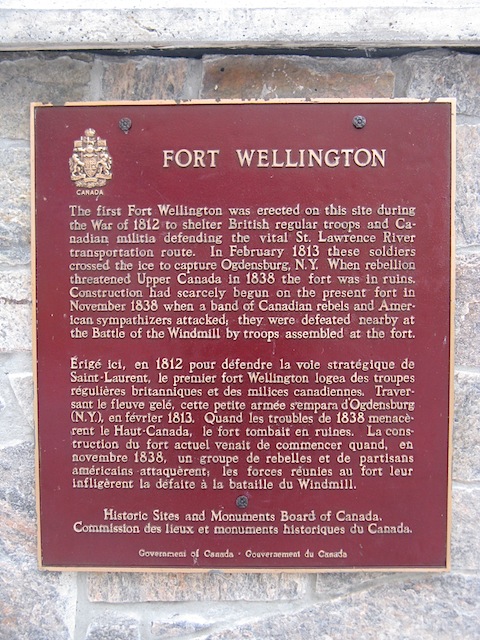 CANADA
FORT WELLINGTON
The first Fort Wellington was erected on this site during
the War of 1812 to shelter British regular troops and Ca-
nadian militia defending the vital St. Lawrence River
transportation route. In February 1813 these soldiers
crossed the ice to capture Ogdensburg, N.Y. When rebellion
threatened Upper Canada in 1838 the fort was in ruins.
Construction had scarcely begun on the present fort in
November 1838 when a band of Canadian rebels and Amer-
ican sympathizers attacked; they were defeated nearby at
the Battle of the Windmill by troops assembled at the fort.
Érigé ici, en 1812 pour défendre la voie stratégique de
Saint-Laurent, le premier fort Wellington logea des troupes
régulières britanniques et des milices canadiennes. Traver-
sant le fleuve gelé, cette petite armée s'empara d'Ogdensburg
(N.Y.), en février 1813. Quand les troubles de 1838 menacè-
rent le Haut-Canada, le fort tombait en ruines. La cons-
truction du fort actuel venait de commencer quand, en
novembre 1838, un groupe de rebelles et de partisans
américains attaquèrent; les forces réunies au fort leur
infligèrent la défaite à la bataille du Windmill.
Historic Sites and Monuments Board of Canada.
Commission des lieux et monuments historiques du Canada.
Government of Canada · Gouvernement du Canada